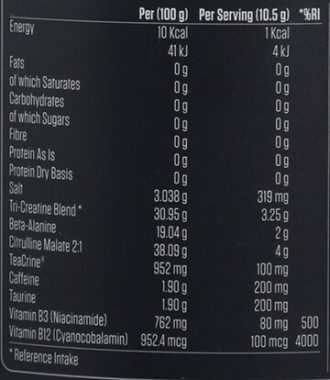 Per (100 g) Per Serving (10.5 g) *%RI
Energy 10 Kcal 1 Kcal
41 kJ 4 kJ
Fats 0 g 0 g
of which Saturates 0 g 0 g
Carbohydrates 0 g 0 g
of which Sugars 0 g 0 g
Fibre 0 g 0 g
Protein As Is 0 g 0 g
Protein Dry Basis 0 g 0 g
Salt 3.038 g 319 mg
Tri-Creatine Blend * 30.95 g 3.25 g
Beta-Alanine 19.04 g 2 g
Citrulline Malate 2:1 38.09 g 4 g
TeaCrine® 952 mg 100 mg
Caffeine 1.90 g 200 mg
Taurine 1.90 g 200 mg
Vitamin B3 (Niacinamide) 762 mg 80 mg 500
Vitamin B12 (Cyanocobalamin) 952.4 mcg 100 mcg 4000
* Reference Intake